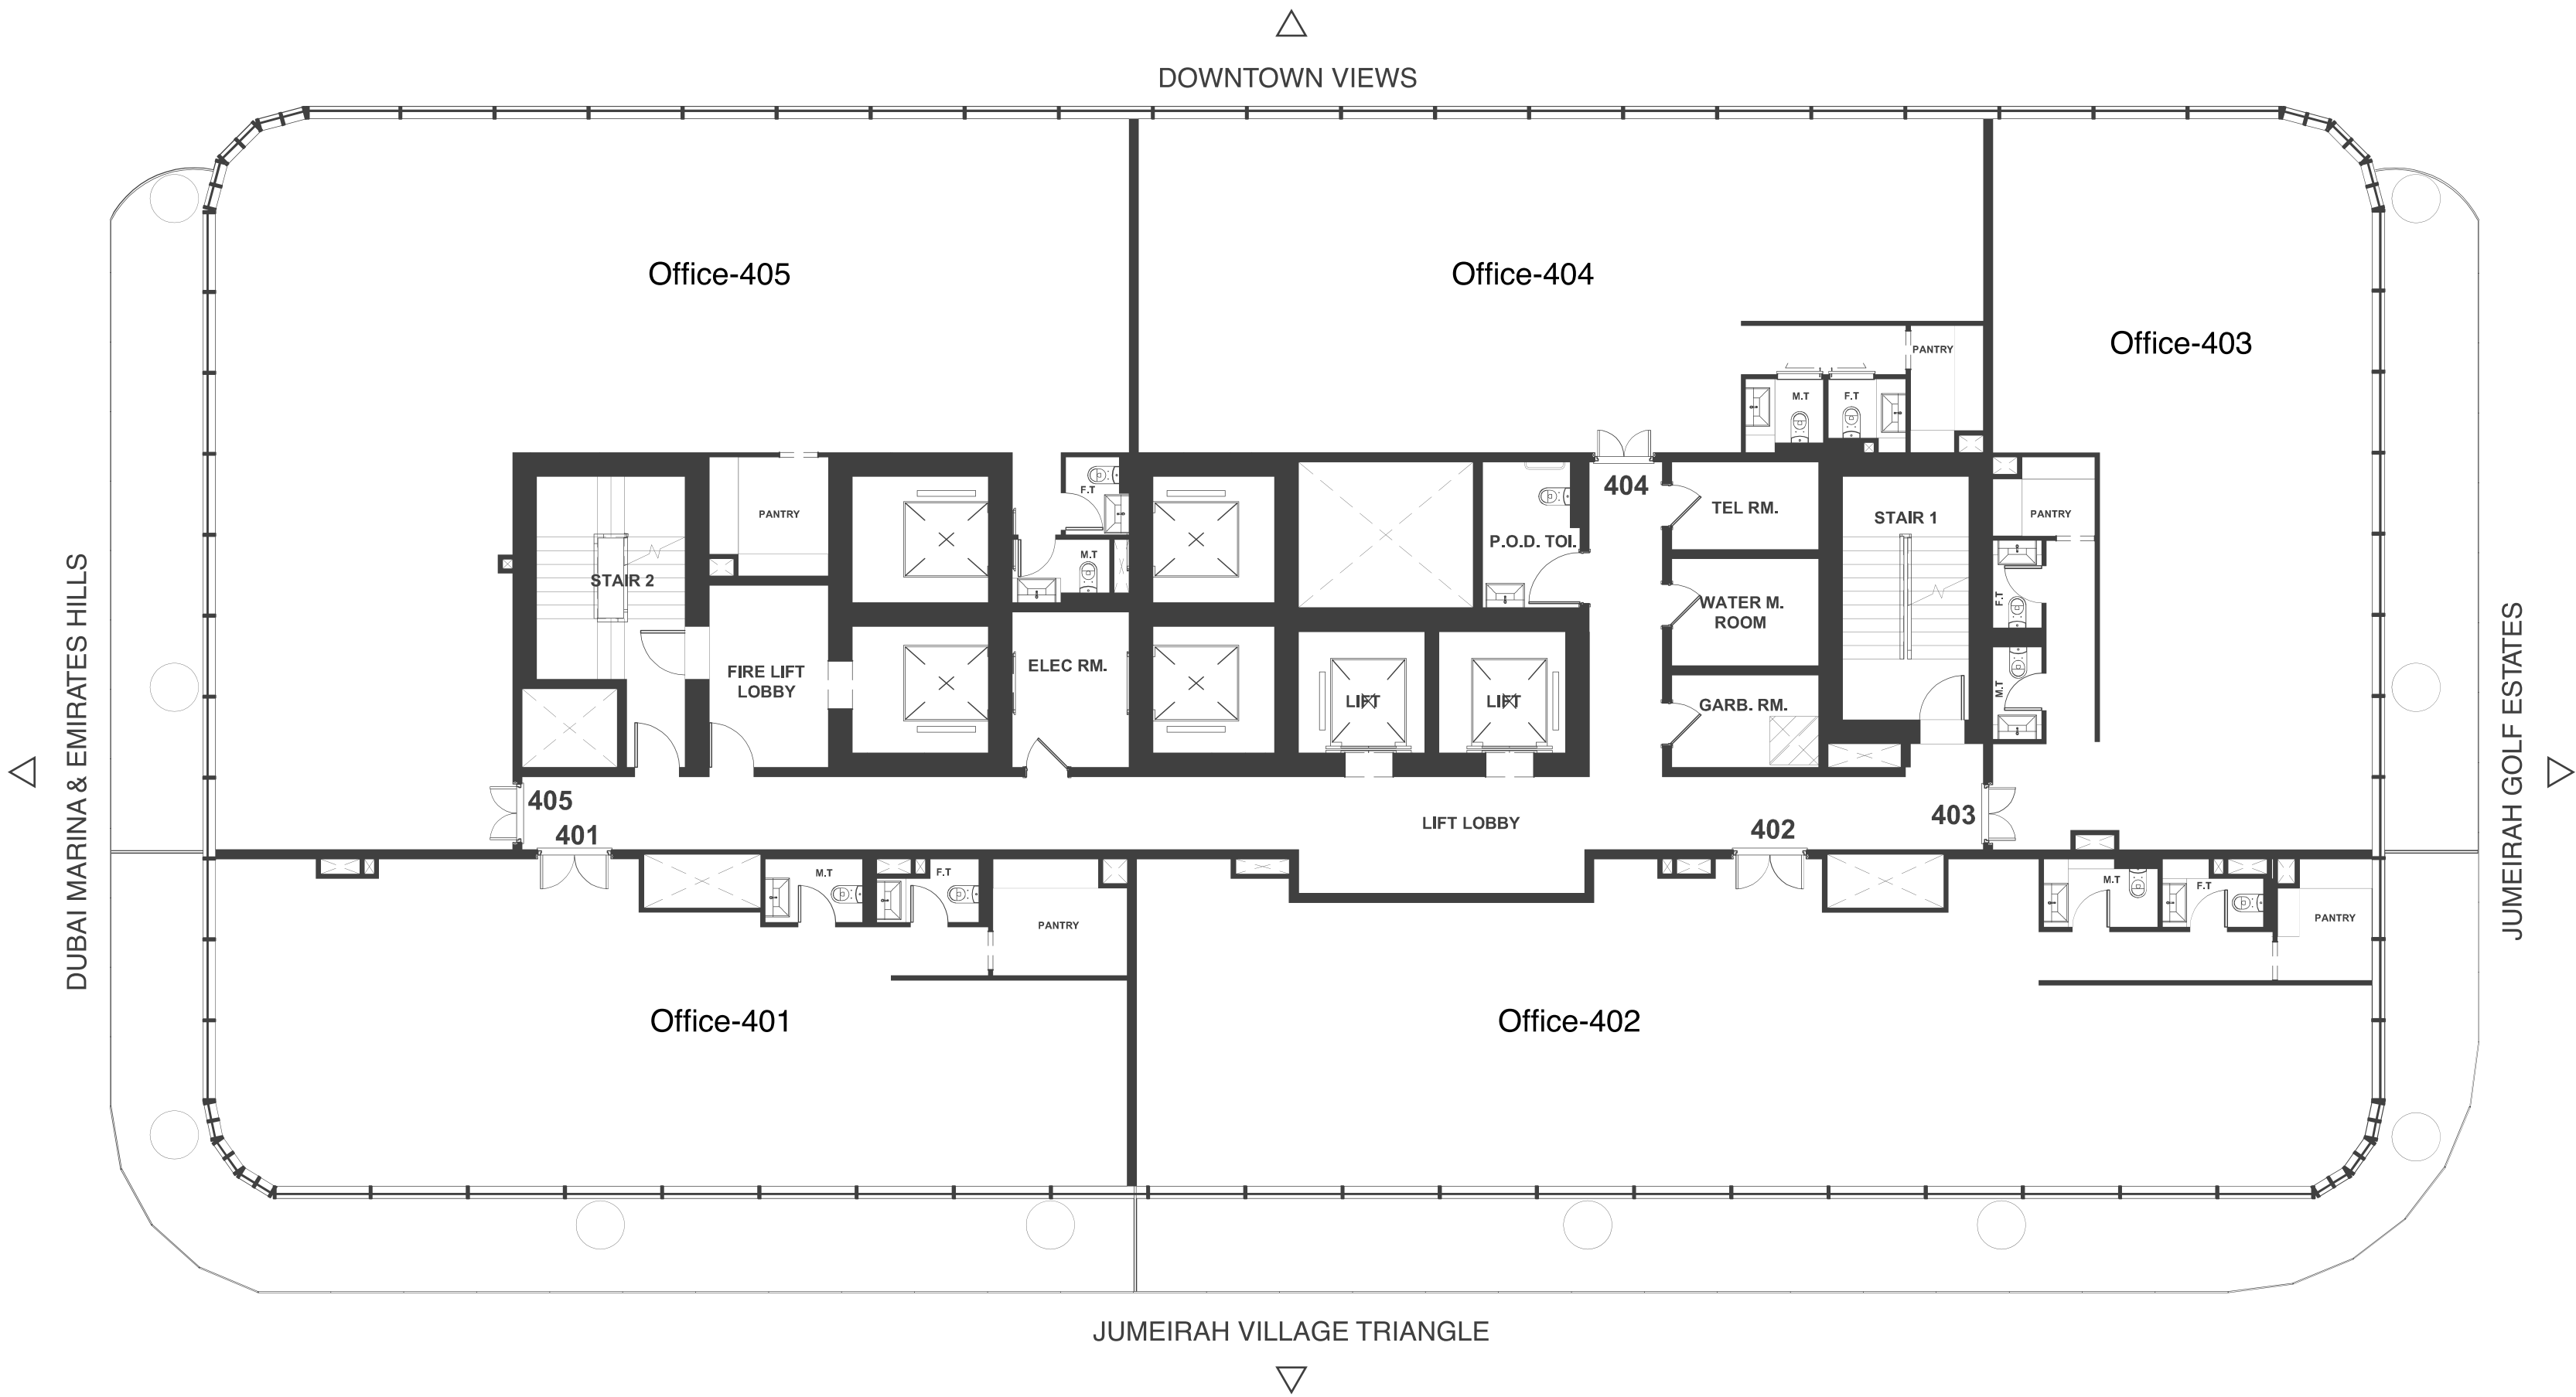 DOWNTOWN VIEWS
Office-405
Office-404
Office-403
PANTRY
M.T
F.T
404
TEL RM.
STAIR 1
PANTRY
F.T
PANTRY
P.O.D. TOI.
M.T
STAIR 2
WATER M.
ROOM
F.T
ELEC RM.
FIRE LIFT
LOBBY
LIFT
LIFT
GARB. RM.
M.T
DUBAI MARINA & EMIRATES HILLS
JUMEIRAH GOLF ESTATES
405
401
LIFT LOBBY
402
403
M.T
F.T
PANTRY
M.T
F.T
PANTRY
Office-401
Office-402
JUMEIRAH VILLAGE TRIANGLE